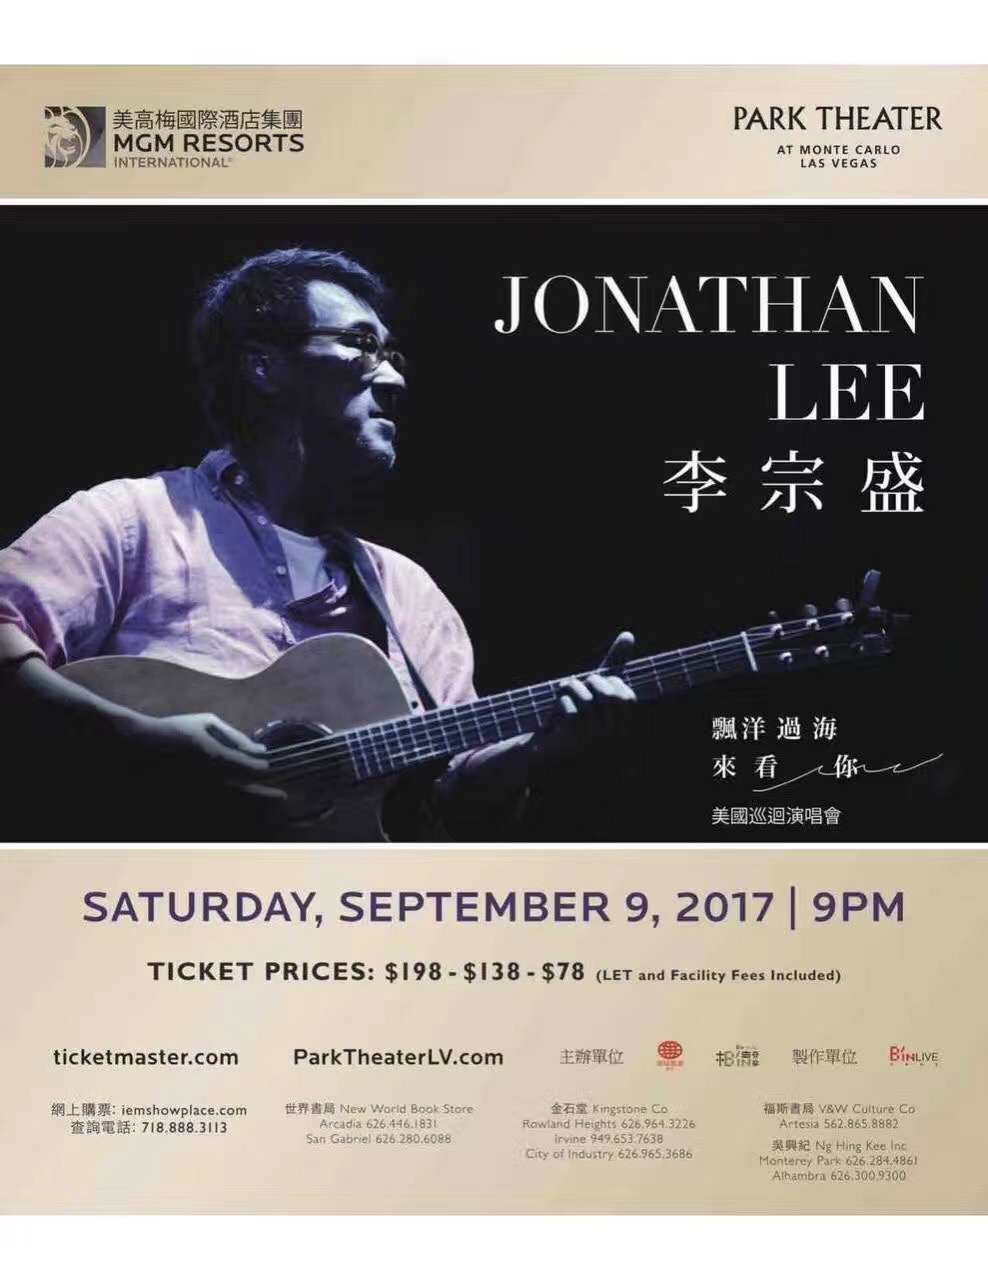 美高梅國際酒店集團
MGM RESORTS
INTERNATIONAL®
PARK THEATER
AT MONTE CARLO
LAS VEGAS
JONATHAN
LEE
李宗盛
飄洋過海
來看你
美國巡迴演唱會
SATURDAY, SEPTEMBER 9, 2017 | 9PM
TICKET PRICES: $198 - $138 - $78 (LET and Facility Fees Included)
ticketmaster.com
ParkTheaterLV.com
主辦單位
製作單位
B'IN LIVE
網上購票: iemshowplace.com
查詢電話: 718.888.3113
世界書局 New World Book Store
Arcadia 626.446.1831
San Gabriel 626.280.6088
金石堂 Kingstone Co
Rowland Heights 626.964.3226
Irvine 949.653.7638
City of Industry 626.965.3686
福斯書局 V&W Culture Co
Artesia 562.865.8882
吳興紀 Ng Hing Kee Inc
Monterey Park 626.284.4861
Alhambra 626.300.9300